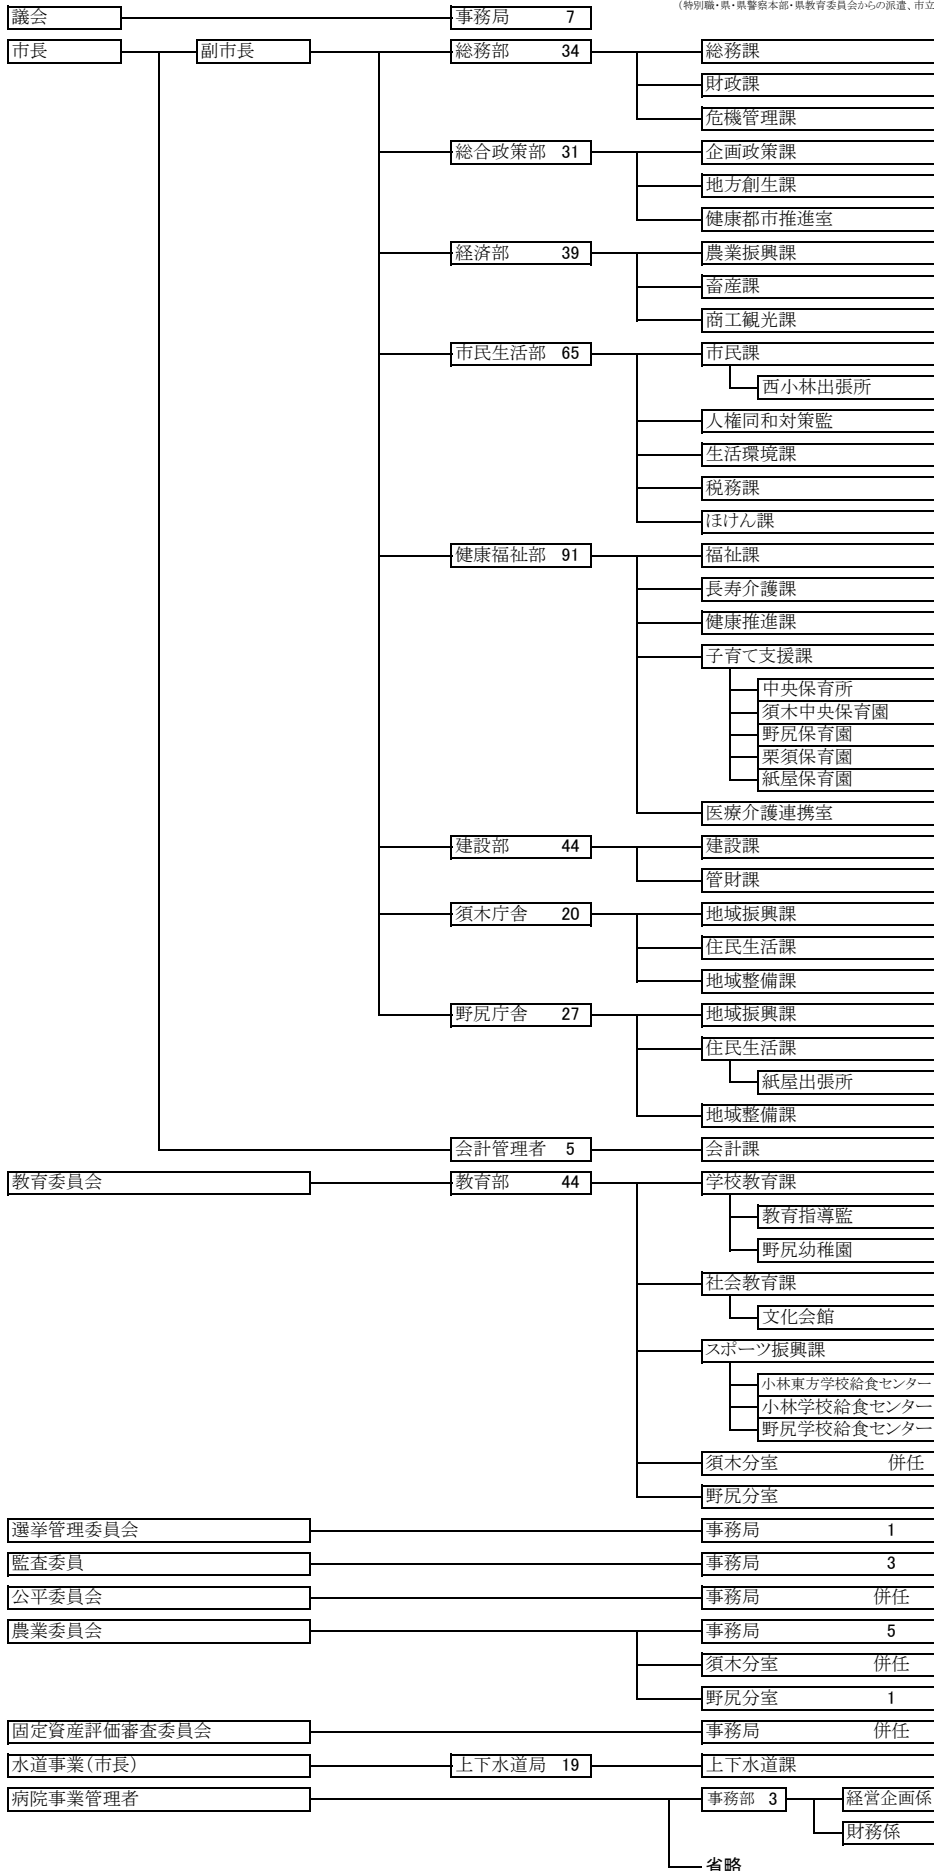 (特別職・県・県警察本部・県教育委員会からの派遣、市立
議会 事務局 7
市長 副市長 総務部 34 総務課
財政課
危機管理課
総合政策部 31 企画政策課
地方創生課
健康都市推進室
経済部 39 農業振興課
畜産課
商工観光課
市民生活部 65 市民課
西小林出張所
人権同和対策監
生活環境課
税務課
ほけん課
健康福祉部 91 福祉課
長寿介護課
健康推進課
子育て支援課
中央保育所
須木中央保育園
野尻保育園
栗須保育園
紙屋保育園
医療介護連携室
建設部 44 建設課
管財課
須木庁舎 20 地域振興課
住民生活課
地域整備課
野尻庁舎 27 地域振興課
住民生活課
紙屋出張所
地域整備課
会計管理者 5 会計課
教育委員会 教育部 44 学校教育課
教育指導監
野尻幼稚園
社会教育課
文化会館
スポーツ振興課
小林東方学校給食センター
小林学校給食センター
野尻学校給食センター
須木分室 併任
野尻分室
選挙管理委員会 事務局 1
監査委員 事務局 3
公平委員会 事務局 併任
農業委員会 事務局 5
須木分室 併任
野尻分室 1
固定資産評価審査委員会 事務局 併任
水道事業(市長) 上下水道局 19 上下水道課
病院事業管理者 事務部 3 経営企画係
財務係
省略